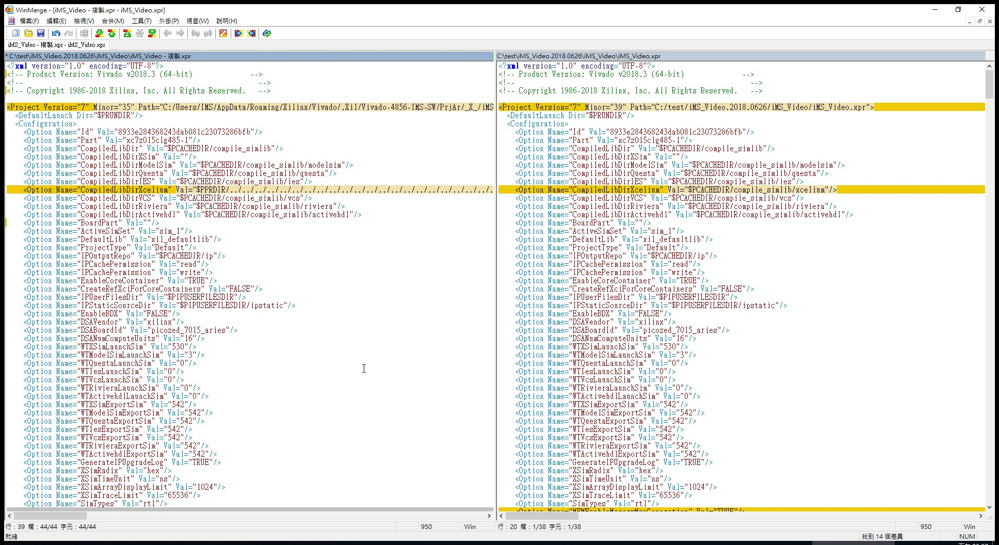 WinMerge - [iMS_Video - 複製.xpr - iMS_Video.xpr]
檔案(F) 編輯(E) 檢視(V) 合併(M) 工具(T) 外掛(P) 視窗(W) 說明(H)
iMS_Video - 複製.xpr - iMS_Video.xpr
* C:\test\iMS_Video.2018.0626\iMS_Video\iMS_Video - 複製.xpr
<?xml version="1.0" encoding="UTF-8"?>
<!-- Product Version: Vivado v2018.3 (64-bit) -->
<!-- -->
<!-- Copyright 1986-2018 Xilinx, Inc. All Rights Reserved. -->
<Project Version="7" Minor="35" Path="C:/Users/IMS/AppData/Roaming/Xilinx/Vivado/.Xil/Vivado-4856-IMS-SW/PrjAr/_X_/iMS
<DefaultLaunch Dir="$PRUNDIR"/>
<Configuration>
<Option Name="Id" Val="8933e284368243dab081c23073286bfb"/>
<Option Name="Part" Val="xc7z015clg485-1"/>
<Option Name="CompiledLibDir" Val="$PCACHEDIR/compile_simlib"/>
<Option Name="CompiledLibDirXSim" Val=""/>
<Option Name="CompiledLibDirModelSim" Val="$PCACHEDIR/compile_simlib/modelsim"/>
<Option Name="CompiledLibDirQuesta" Val="$PCACHEDIR/compile_simlib/questa"/>
<Option Name="CompiledLibDirIES" Val="$PCACHEDIR/compile_simlib/ies"/>
<Option Name="CompiledLibDirXcelium" Val="$PPRDIR/../../../../../../../../../../../../../../../../../../../../../.
<Option Name="CompiledLibDirVCS" Val="$PCACHEDIR/compile_simlib/vcs"/>
<Option Name="CompiledLibDirRiviera" Val="$PCACHEDIR/compile_simlib/riviera"/>
<Option Name="CompiledLibDirActivehdl" Val="$PCACHEDIR/compile_simlib/activehdl"/>
<Option Name="BoardPart" Val=""/>
<Option Name="ActiveSimSet" Val="sim_1"/>
<Option Name="DefaultLib" Val="xil_defaultlib"/>
<Option Name="ProjectType" Val="Default"/>
<Option Name="IPOutputRepo" Val="$PCACHEDIR/ip"/>
<Option Name="IPCachePermission" Val="read"/>
<Option Name="IPCachePermission" Val="write"/>
<Option Name="EnableCoreContainer" Val="TRUE"/>
<Option Name="CreateRefXciForCoreContainers" Val="FALSE"/>
<Option Name="IPUserFilesDir" Val="$PIPUSERFILESDIR"/>
<Option Name="IPStaticSourceDir" Val="$PIPUSERFILESDIR/ipstatic"/>
<Option Name="EnableBDX" Val="FALSE"/>
<Option Name="DSAVendor" Val="xilinx"/>
<Option Name="DSABoardId" Val="picozed_7015_aries"/>
<Option Name="DSANumComputeUnits" Val="16"/>
<Option Name="WTXSimLaunchSim" Val="530"/>
<Option Name="WTModelSimLaunchSim" Val="3"/>
<Option Name="WTQuestaLaunchSim" Val="0"/>
<Option Name="WTIesLaunchSim" Val="0"/>
<Option Name="WTVcsLaunchSim" Val="0"/>
<Option Name="WTRivieraLaunchSim" Val="0"/>
<Option Name="WTActivehdlLaunchSim" Val="0"/>
<Option Name="WTXSimExportSim" Val="542"/>
<Option Name="WTModelSimExportSim" Val="542"/>
<Option Name="WTQuestaExportSim" Val="542"/>
<Option Name="WTIesExportSim" Val="542"/>
<Option Name="WTVcsExportSim" Val="542"/>
<Option Name="WTRivieraExportSim" Val="542"/>
<Option Name="WTActivehdlExportSim" Val="542"/>
<Option Name="GenerateIPUpgradeLog" Val="TRUE"/>
<Option Name="XSimRadix" Val="hex"/>
<Option Name="XSimTimeUnit" Val="ns"/>
<Option Name="XSimArrayDisplayLimit" Val="1024"/>
<Option Name="XSimTraceLimit" Val="65536"/>
<Option Name="SimTypes" Val="rtl"/>
行：39 欄：44/44 字元：44/44 950 Win
C:\test\iMS_Video.2018.0626\iMS_Video\iMS_Video.xpr
<?xml version="1.0" encoding="UTF-8"?>
<!-- Product Version: Vivado v2018.3 (64-bit) -->
<!-- -->
<!-- Copyright 1986-2018 Xilinx, Inc. All Rights Reserved. -->
<Project Version="7" Minor="39" Path="C:/test/iMS_Video.2018.0626/iMS_Video/iMS_Video.xpr">
<DefaultLaunch Dir="$PRUNDIR"/>
<Configuration>
<Option Name="Id" Val="8933e284368243dab081c23073286bfb"/>
<Option Name="Part" Val="xc7z015clg485-1"/>
<Option Name="CompiledLibDir" Val="$PCACHEDIR/compile_simlib"/>
<Option Name="CompiledLibDirXSim" Val=""/>
<Option Name="CompiledLibDirModelSim" Val="$PCACHEDIR/compile_simlib/modelsim"/>
<Option Name="CompiledLibDirQuesta" Val="$PCACHEDIR/compile_simlib/questa"/>
<Option Name="CompiledLibDirIES" Val="$PCACHEDIR/compile_simlib/ies"/>
<Option Name="CompiledLibDirXcelium" Val="$PCACHEDIR/compile_simlib/xcelium"/>
<Option Name="CompiledLibDirVCS" Val="$PCACHEDIR/compile_simlib/vcs"/>
<Option Name="CompiledLibDirRiviera" Val="$PCACHEDIR/compile_simlib/riviera"/>
<Option Name="CompiledLibDirActivehdl" Val="$PCACHEDIR/compile_simlib/activehdl"/>
<Option Name="BoardPart" Val=""/>
<Option Name="ActiveSimSet" Val="sim_1"/>
<Option Name="DefaultLib" Val="xil_defaultlib"/>
<Option Name="ProjectType" Val="Default"/>
<Option Name="IPOutputRepo" Val="$PCACHEDIR/ip"/>
<Option Name="IPCachePermission" Val="read"/>
<Option Name="IPCachePermission" Val="write"/>
<Option Name="EnableCoreContainer" Val="TRUE"/>
<Option Name="CreateRefXciForCoreContainers" Val="FALSE"/>
<Option Name="IPUserFilesDir" Val="$PIPUSERFILESDIR"/>
<Option Name="IPStaticSourceDir" Val="$PIPUSERFILESDIR/ipstatic"/>
<Option Name="EnableBDX" Val="FALSE"/>
<Option Name="DSAVendor" Val="xilinx"/>
<Option Name="DSABoardId" Val="picozed_7015_aries"/>
<Option Name="DSANumComputeUnits" Val="16"/>
<Option Name="WTXSimLaunchSim" Val="530"/>
<Option Name="WTModelSimLaunchSim" Val="3"/>
<Option Name="WTQuestaLaunchSim" Val="0"/>
<Option Name="WTIesLaunchSim" Val="0"/>
<Option Name="WTVcsLaunchSim" Val="0"/>
<Option Name="WTRivieraLaunchSim" Val="0"/>
<Option Name="WTActivehdlLaunchSim" Val="0"/>
<Option Name="WTXSimExportSim" Val="542"/>
<Option Name="WTModelSimExportSim" Val="542"/>
<Option Name="WTQuestaExportSim" Val="542"/>
<Option Name="WTIesExportSim" Val="542"/>
<Option Name="WTVcsExportSim" Val="542"/>
<Option Name="WTRivieraExportSim" Val="542"/>
<Option Name="WTActivehdlExportSim" Val="542"/>
<Option Name="GenerateIPUpgradeLog" Val="TRUE"/>
<Option Name="XSimRadix" Val="hex"/>
<Option Name="XSimTimeUnit" Val="ns"/>
<Option Name="XSimArrayDisplayLimit" Val="1024"/>
<Option Name="XSimTraceLimit" Val="65536"/>
<Option Name="SimTypes" Val="rtl"/>
<Option Name="MEMEnableMemoryMapGeneration" Val="TRUE"/>
行：20 欄：1/38 字元：1/38 950 Win
就緒 找到 14 個差異 NUM